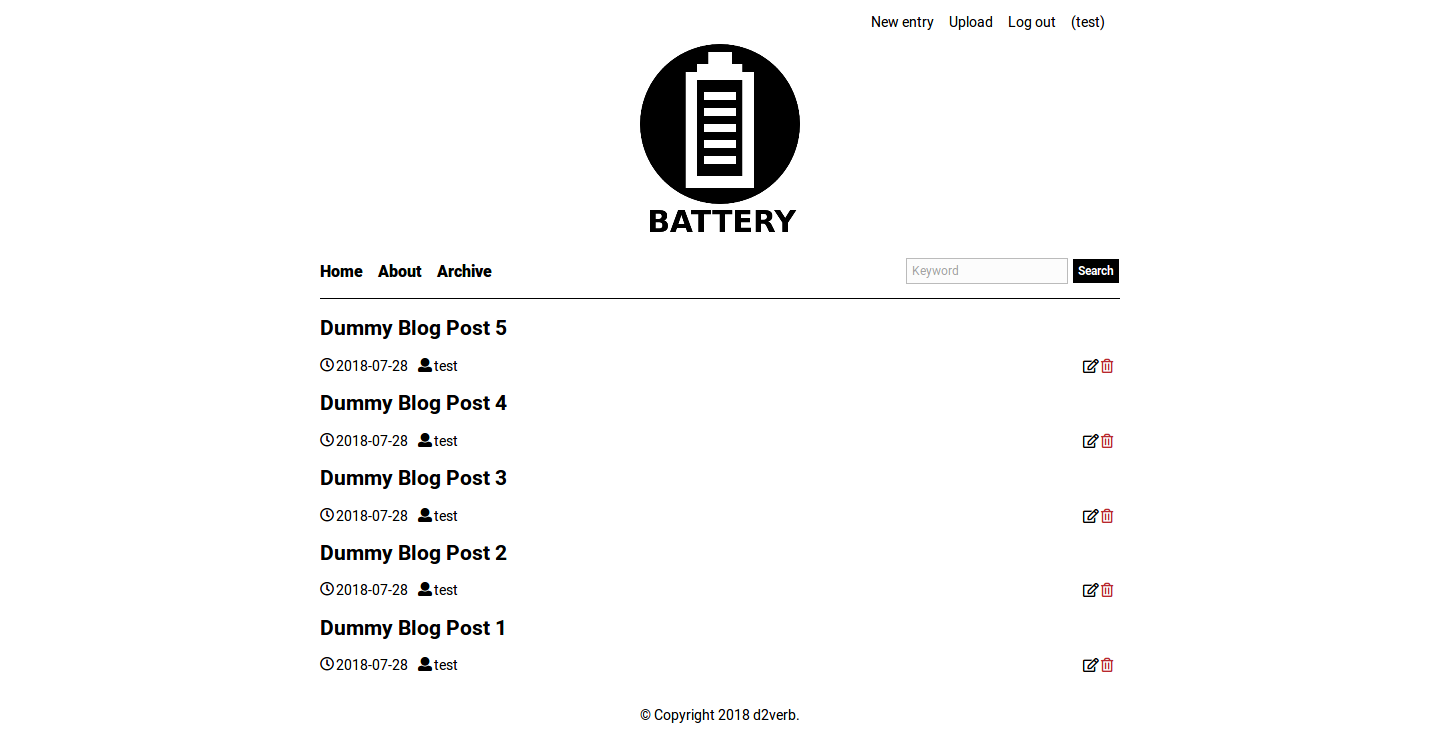 New entry Upload Log out (test)
BATTERY
Home About Archive Keyword Search
Dummy Blog Post 5
2018-07-28 test
Dummy Blog Post 4
2018-07-28 test
Dummy Blog Post 3
2018-07-28 test
Dummy Blog Post 2
2018-07-28 test
Dummy Blog Post 1
2018-07-28 test
© Copyright 2018 d2verb.